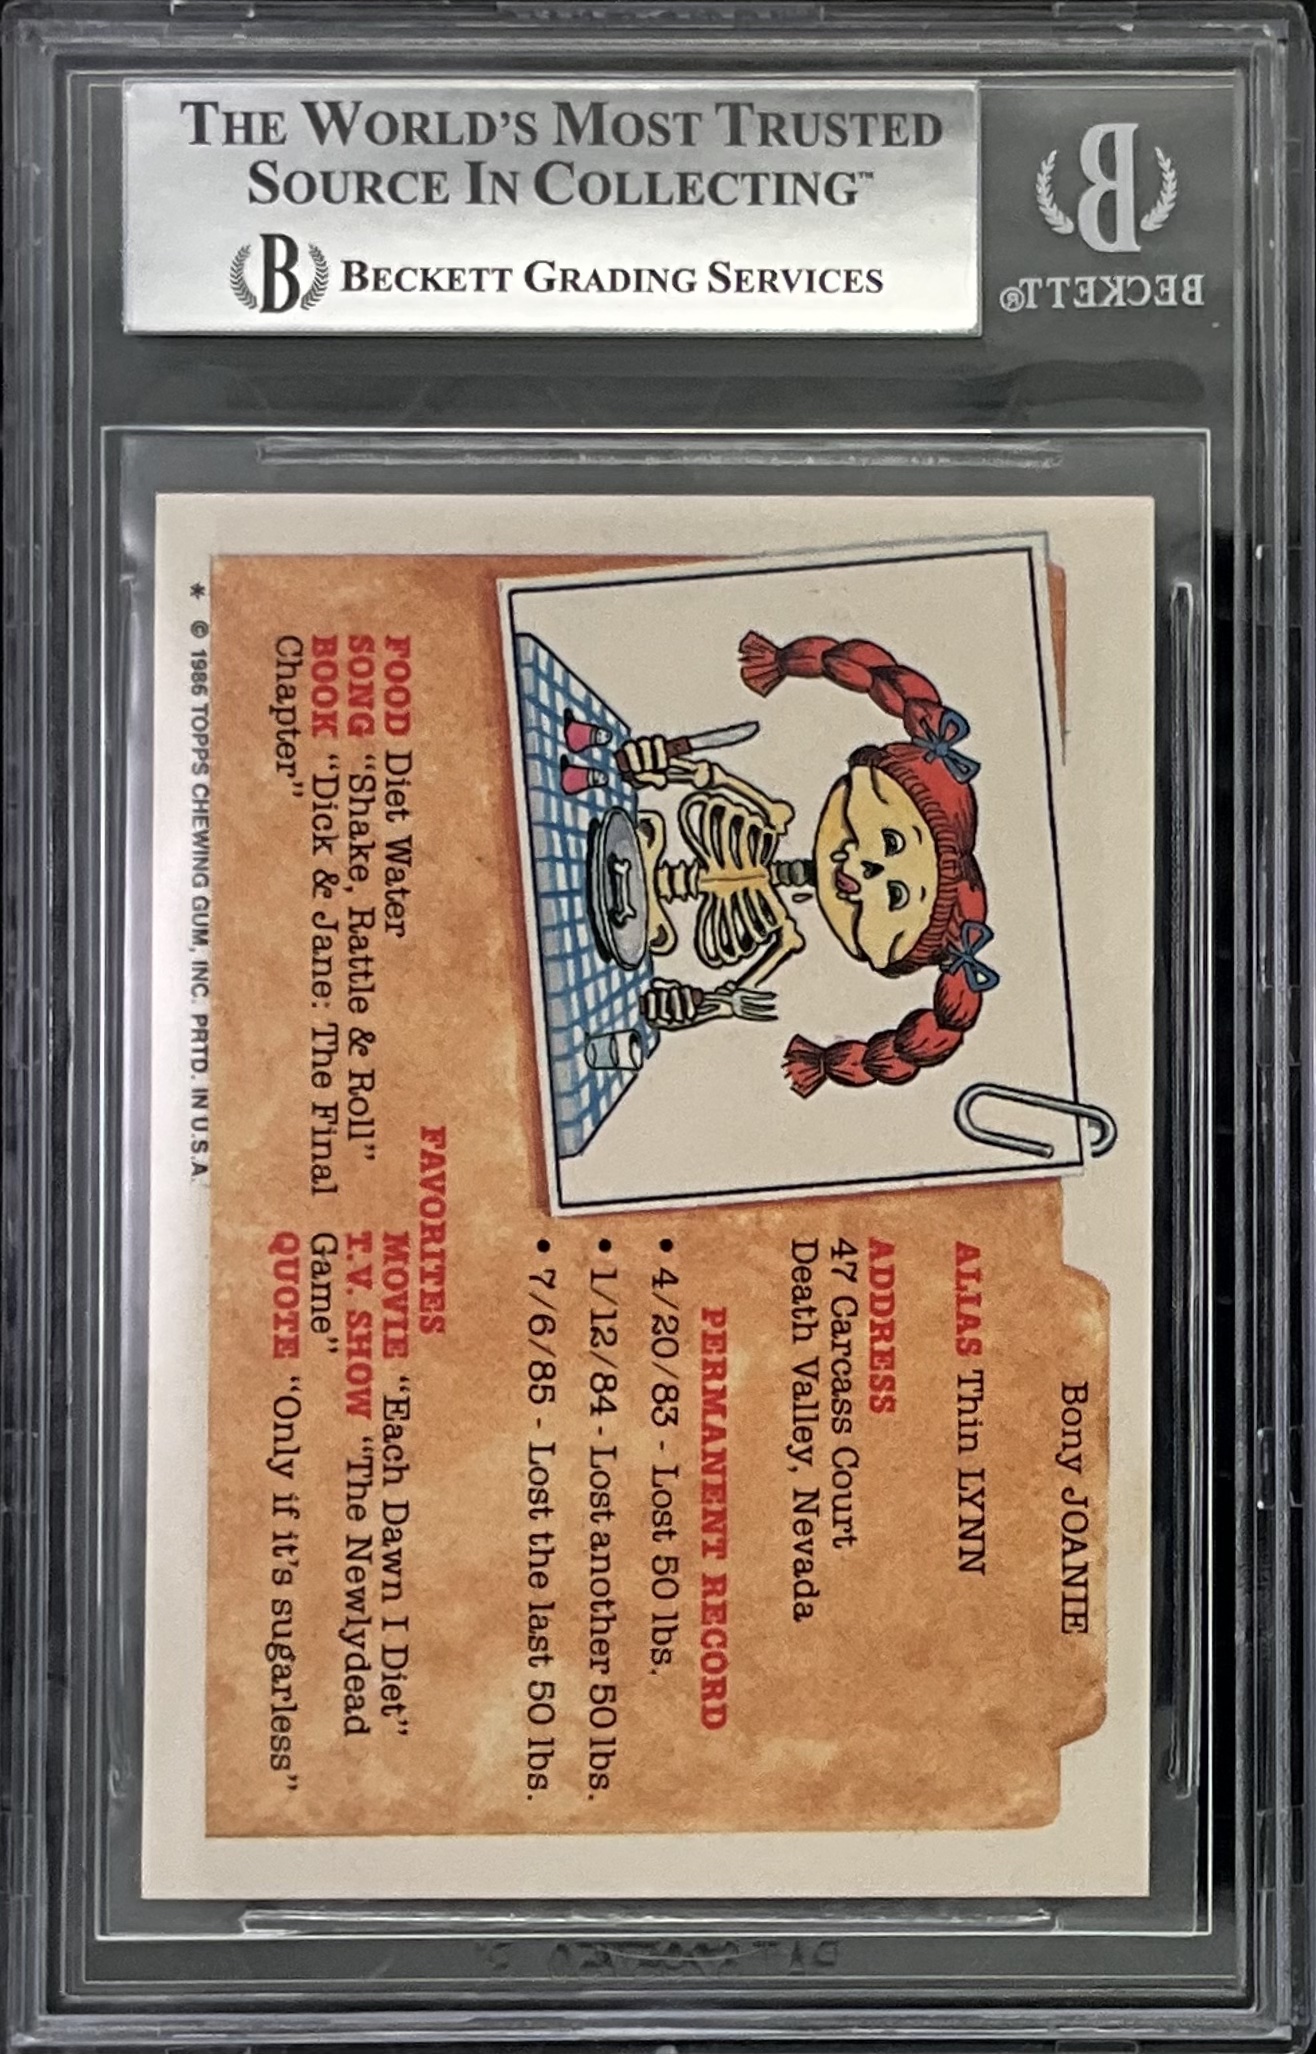 THE WORLD'S MOST TRUSTED
SOURCE IN COLLECTING™
B BECKETT GRADING SERVICES
B
BECKETT®
Bony JOANIE
ALIAS Thin LYNN
ADDRESS
47 Carcass Court
Death Valley, Nevada
PERMANENT RECORD
• 4/20/83 - Lost 50 lbs.
• 1/12/84 - Lost another 50 lbs.
• 7/6/85 - Lost the last 50 lbs.
FAVORITES
FOOD Diet Water
SONG "Shake, Rattle & Roll"
BOOK "Dick & Jane: The Final
Chapter"
MOVIE "Each Dawn I Diet"
T.V. SHOW "The Newlydead
Game"
QUOTE "Only if it's sugarless"
* © 1986 TOPPS CHEWING GUM, INC. PRTD. IN U.S.A.